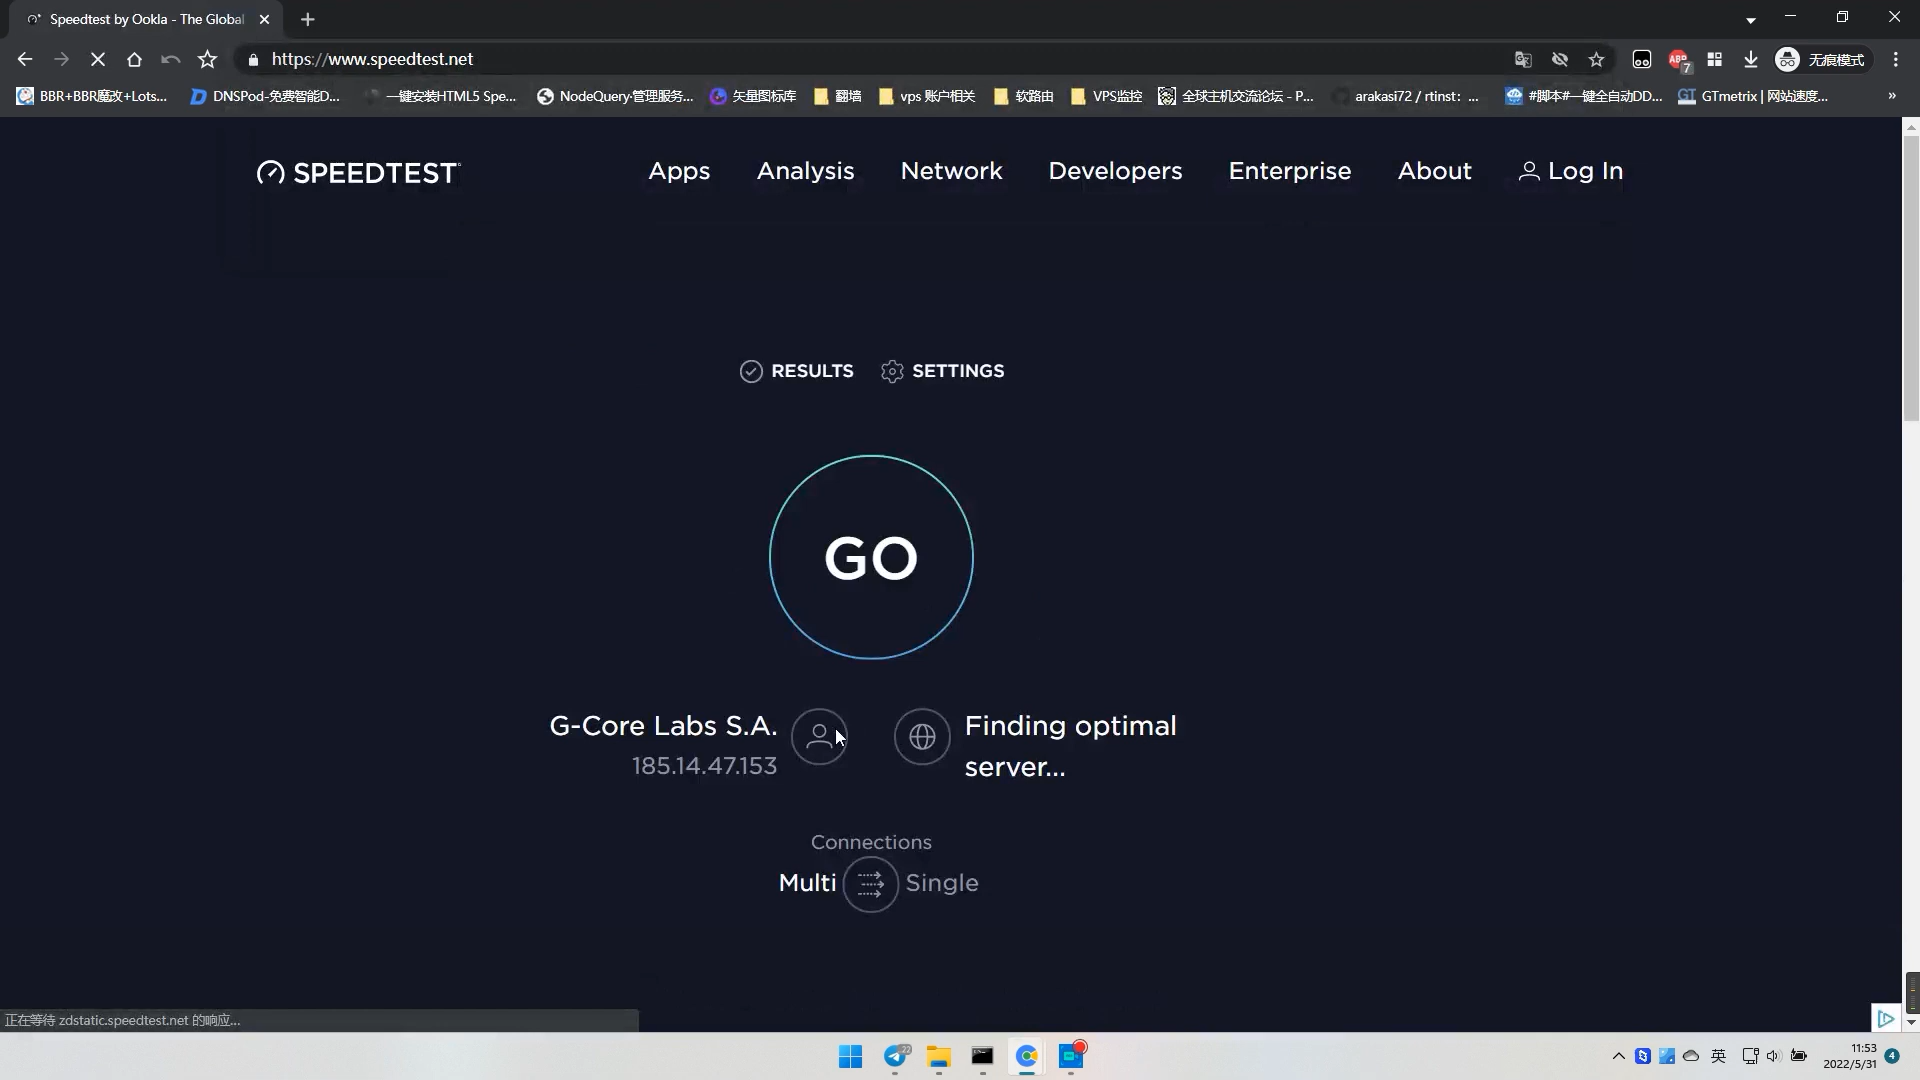 Speedtest by Ookla - The Global
https://www.speedtest.net
ABP
7
无痕模式
BBR+BBR魔改+Lots...
DNSPod-免费智能D...
一键安装HTML5 Spe...
NodeQuery·管理服务...
矢量图标库
翻墙
vps 账户相关
软路由
VPS监控
全球主机交流论坛 - P...
arakasi72 / rtinst: ...
#脚本#一键全自动DD...
GT
GTmetrix | 网站速度...
»
SPEEDTEST
Apps
Analysis
Network
Developers
Enterprise
About
Log In
RESULTS
SETTINGS
GO
G-Core Labs S.A.
185.14.47.153
Finding optimal
server...
Connections
Multi
Single
正在等待 zdstatic.speedtest.net 的响应...
英
11:53
2022/5/31
4